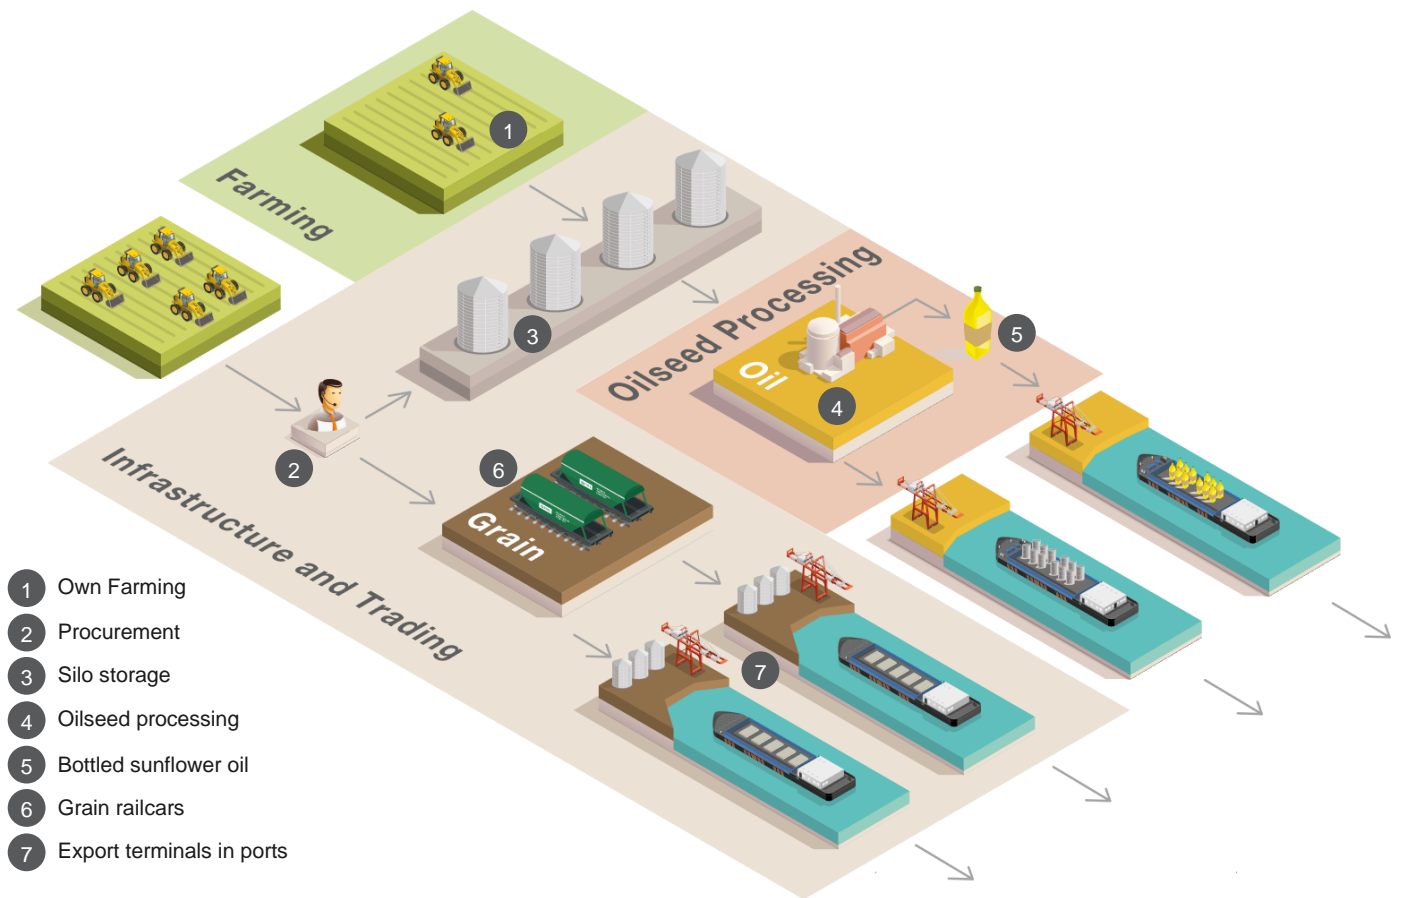 Farming
1
Oilseed Processing
5
3
Oil
4
2
6
Grain
Infrastructure and Trading
7
1 Own Farming
2 Procurement
3 Silo storage
4 Oilseed processing
5 Bottled sunflower oil
6 Grain railcars
7 Export terminals in ports